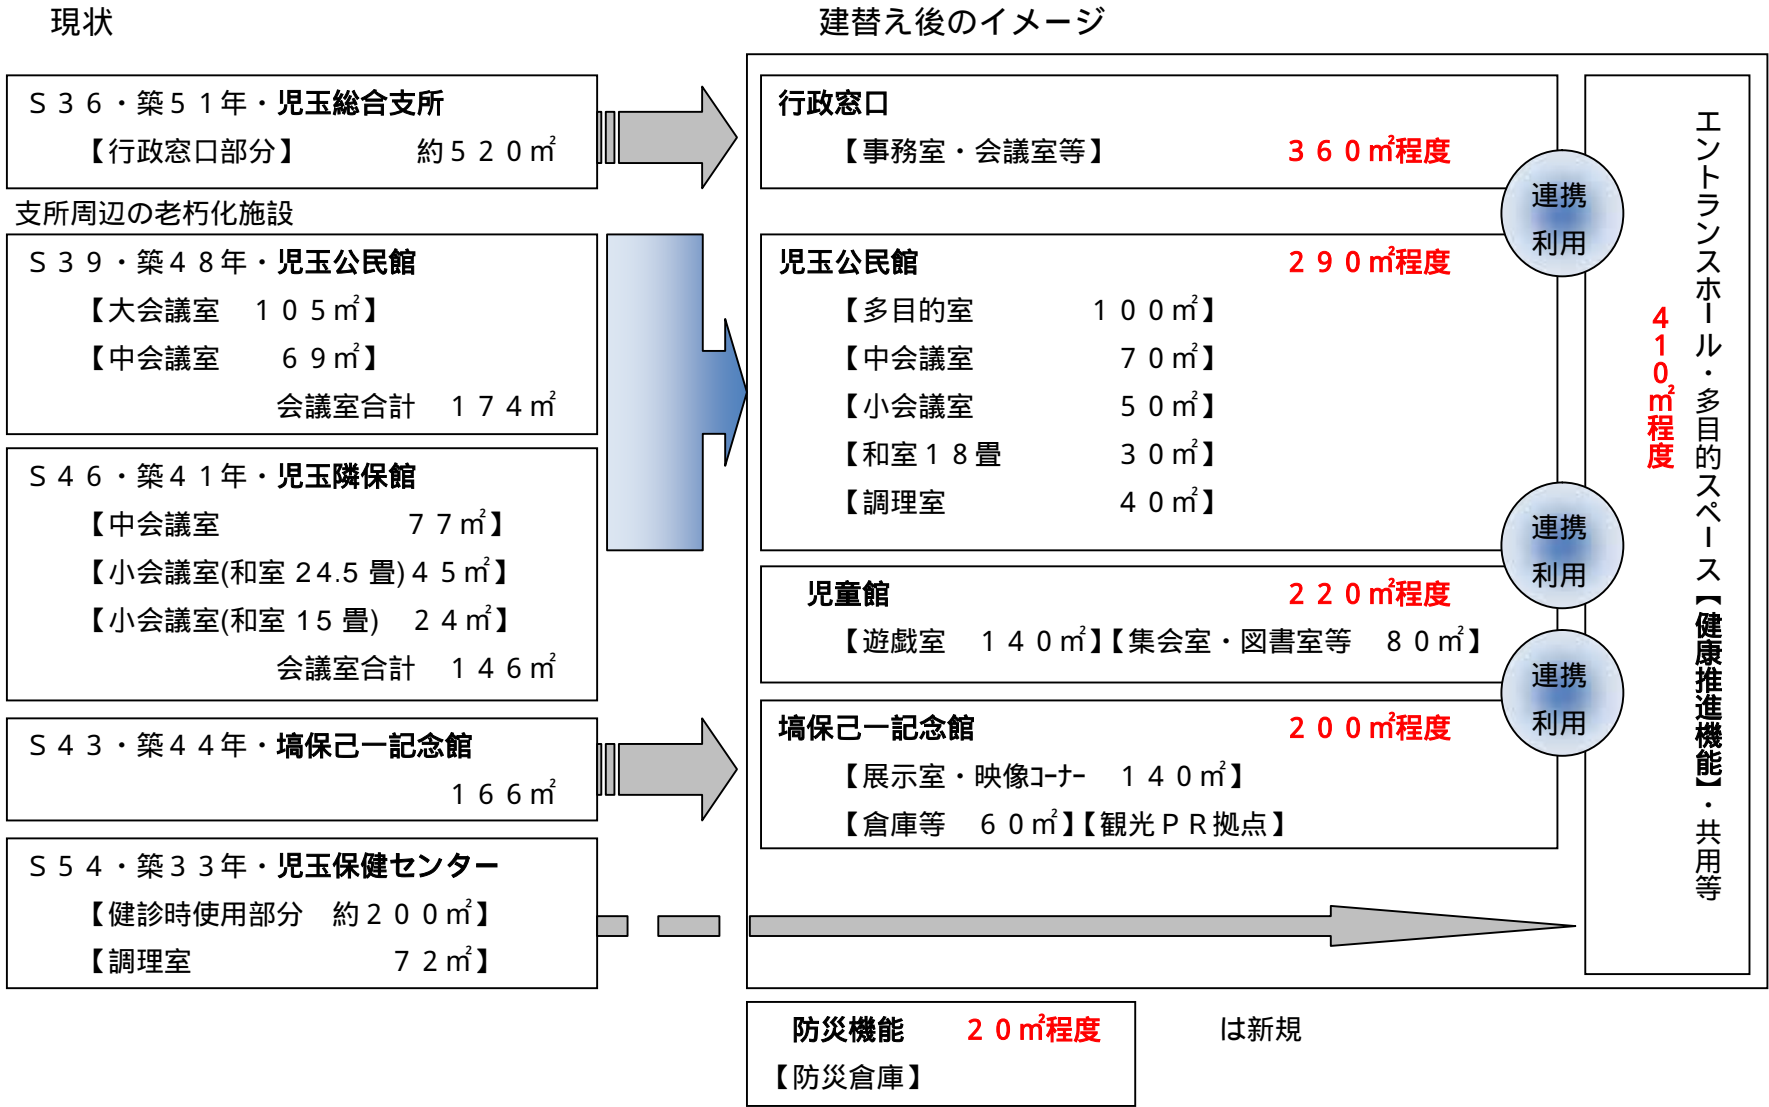 現状
Ｓ３６・築５１年・児玉総合支所
【行政窓口部分】　約５２０㎡
支所周辺の老朽化施設
Ｓ３９・築４８年・児玉公民館
【大会議室　１０５㎡】
【中会議室　６９㎡】
会議室合計　１７４㎡
Ｓ４６・築４１年・児玉隣保館
【中会議室　７７㎡】
【小会議室(和室 24.5 畳)４５㎡】
【小会議室(和室 15 畳)　２４㎡】
会議室合計　１４６㎡
Ｓ４３・築４４年・塙保己一記念館
１６６㎡
Ｓ５４・築３３年・児玉保健センター
【健診時使用部分　約２００㎡】
【調理室　７２㎡】
建替え後のイメージ
行政窓口
【事務室・会議室等】　３６０㎡程度
連携
利用
児玉公民館　２９０㎡程度
【多目的室　１００㎡】
【中会議室　７０㎡】
【小会議室　５０㎡】
【和室１８畳　３０㎡】
【調理室　４０㎡】
連携
利用
児童館　２２０㎡程度
【遊戯室　１４０㎡】【集会室・図書室等　８０㎡】
連携
利用
塙保己一記念館　２００㎡程度
【展示室・映像ｺｰﾅｰ　１４０㎡】
【倉庫等　６０㎡】【観光ＰＲ拠点】
エントランスホール・多目的スペース【健康推進機能】・共用等
４１０㎡程度
防災機能　２０㎡程度
【防災倉庫】
は新規